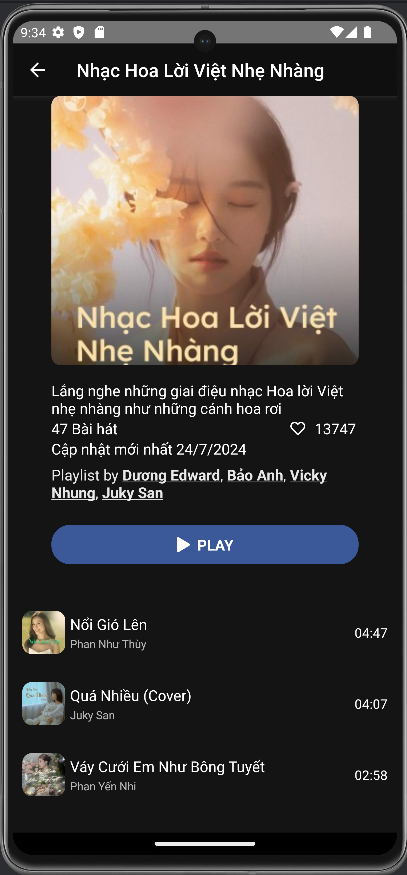 9:34
Nhạc Hoa Lời Việt Nhẹ Nhàng
Nhạc Hoa Lời Việt
Nhẹ Nhàng
Lắng nghe những giai điệu nhạc Hoa lời Việt
nhẹ nhàng như những cánh hoa rơi
47 Bài hát
13747
Cập nhật mới nhất 24/7/2024
Playlist by Dương Edward, Bảo Anh, Vicky
Nhung, Juky San
PLAY
Nổi Gió Lên
04:47
Phan Như Thùy
Quá Nhiều (Cover)
04:07
Juky San
Váy Cưới Em Như Bông Tuyết
02:58
Phan Yến Nhi